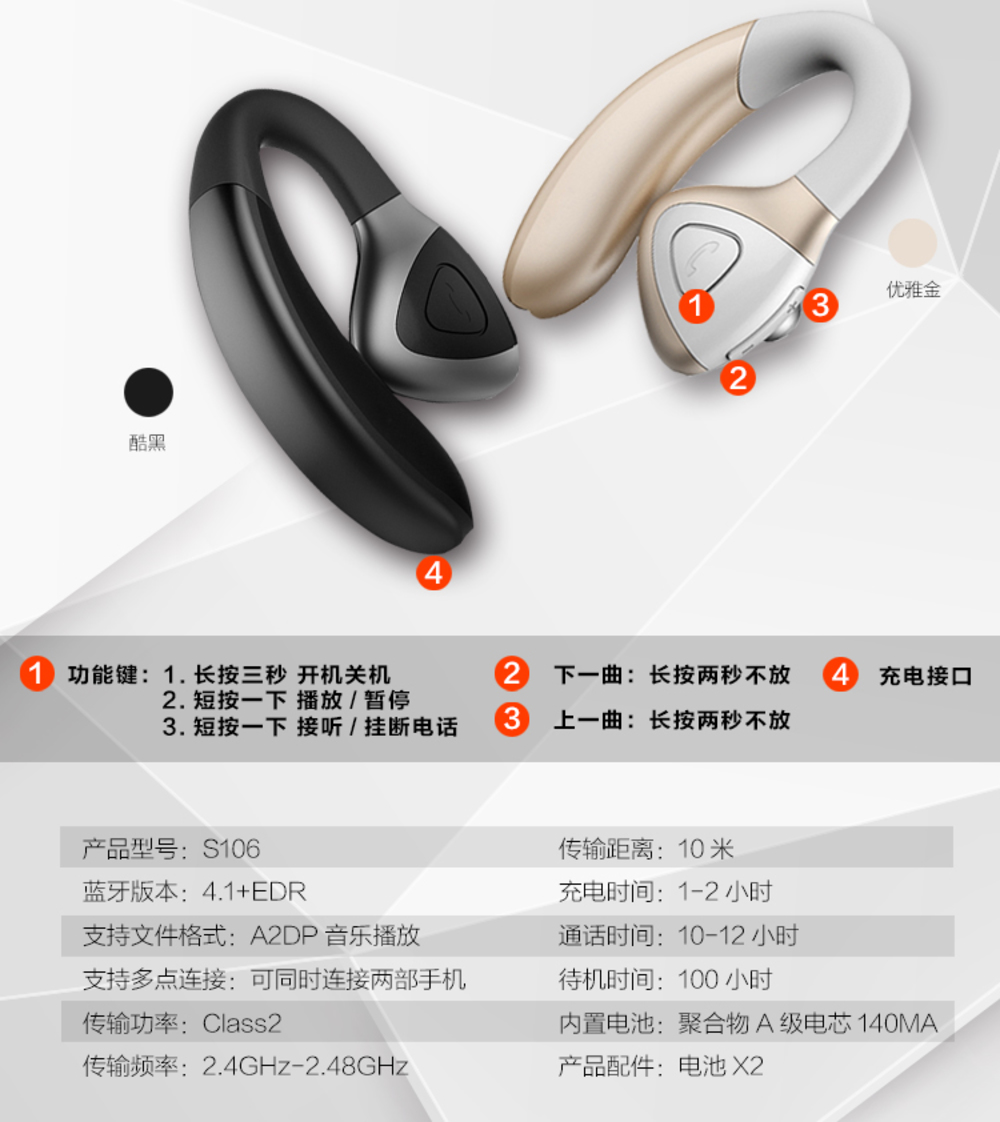 优雅金
1
3
2
酷黑
4
1 功能键：1. 长按三秒 开机关机
2. 短按一下 播放 / 暂停
3. 短按一下 接听 / 挂断电话
2 下一曲：长按两秒不放
3 上一曲：长按两秒不放
4 充电接口
产品型号：S106
传输距离：10 米
蓝牙版本：4.1+EDR
充电时间：1-2 小时
支持文件格式：A2DP 音乐播放
通话时间：10-12 小时
支持多点连接：可同时连接两部手机
待机时间：100 小时
传输功率：Class2
内置电池：聚合物 A 级电芯 140MA
传输频率：2.4GHz-2.48GHz
产品配件：电池 X2